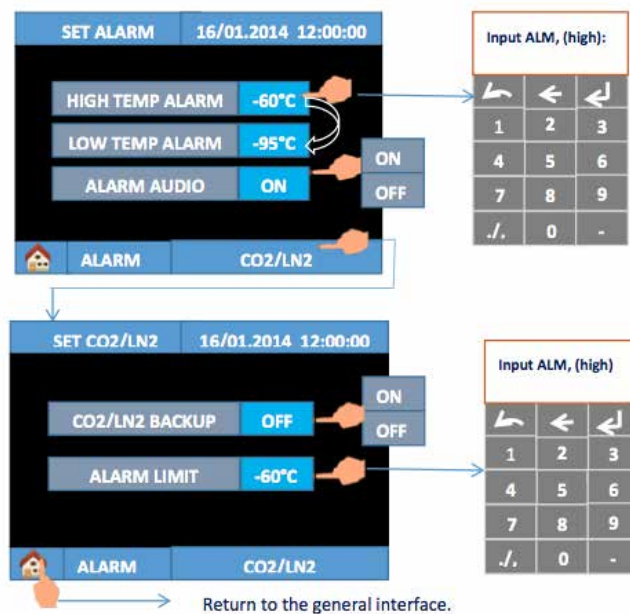 SET ALARM 16/01.2014 12:00:00
HIGH TEMP ALARM -60°C
LOW TEMP ALARM -95°C
ALARM AUDIO ON
ON
OFF
ALARM CO2/LN2
Input ALM, (high):
1 2 3
4 5 6
7 8 9
./. 0 -
SET CO2/LN2 16/01.2014 12:00:00
CO2/LN2 BACKUP OFF
ON
OFF
ALARM LIMIT -60°C
ALARM CO2/LN2
Input ALM, (high)
1 2 3
4 5 6
7 8 9
./. 0 -
Return to the general interface.